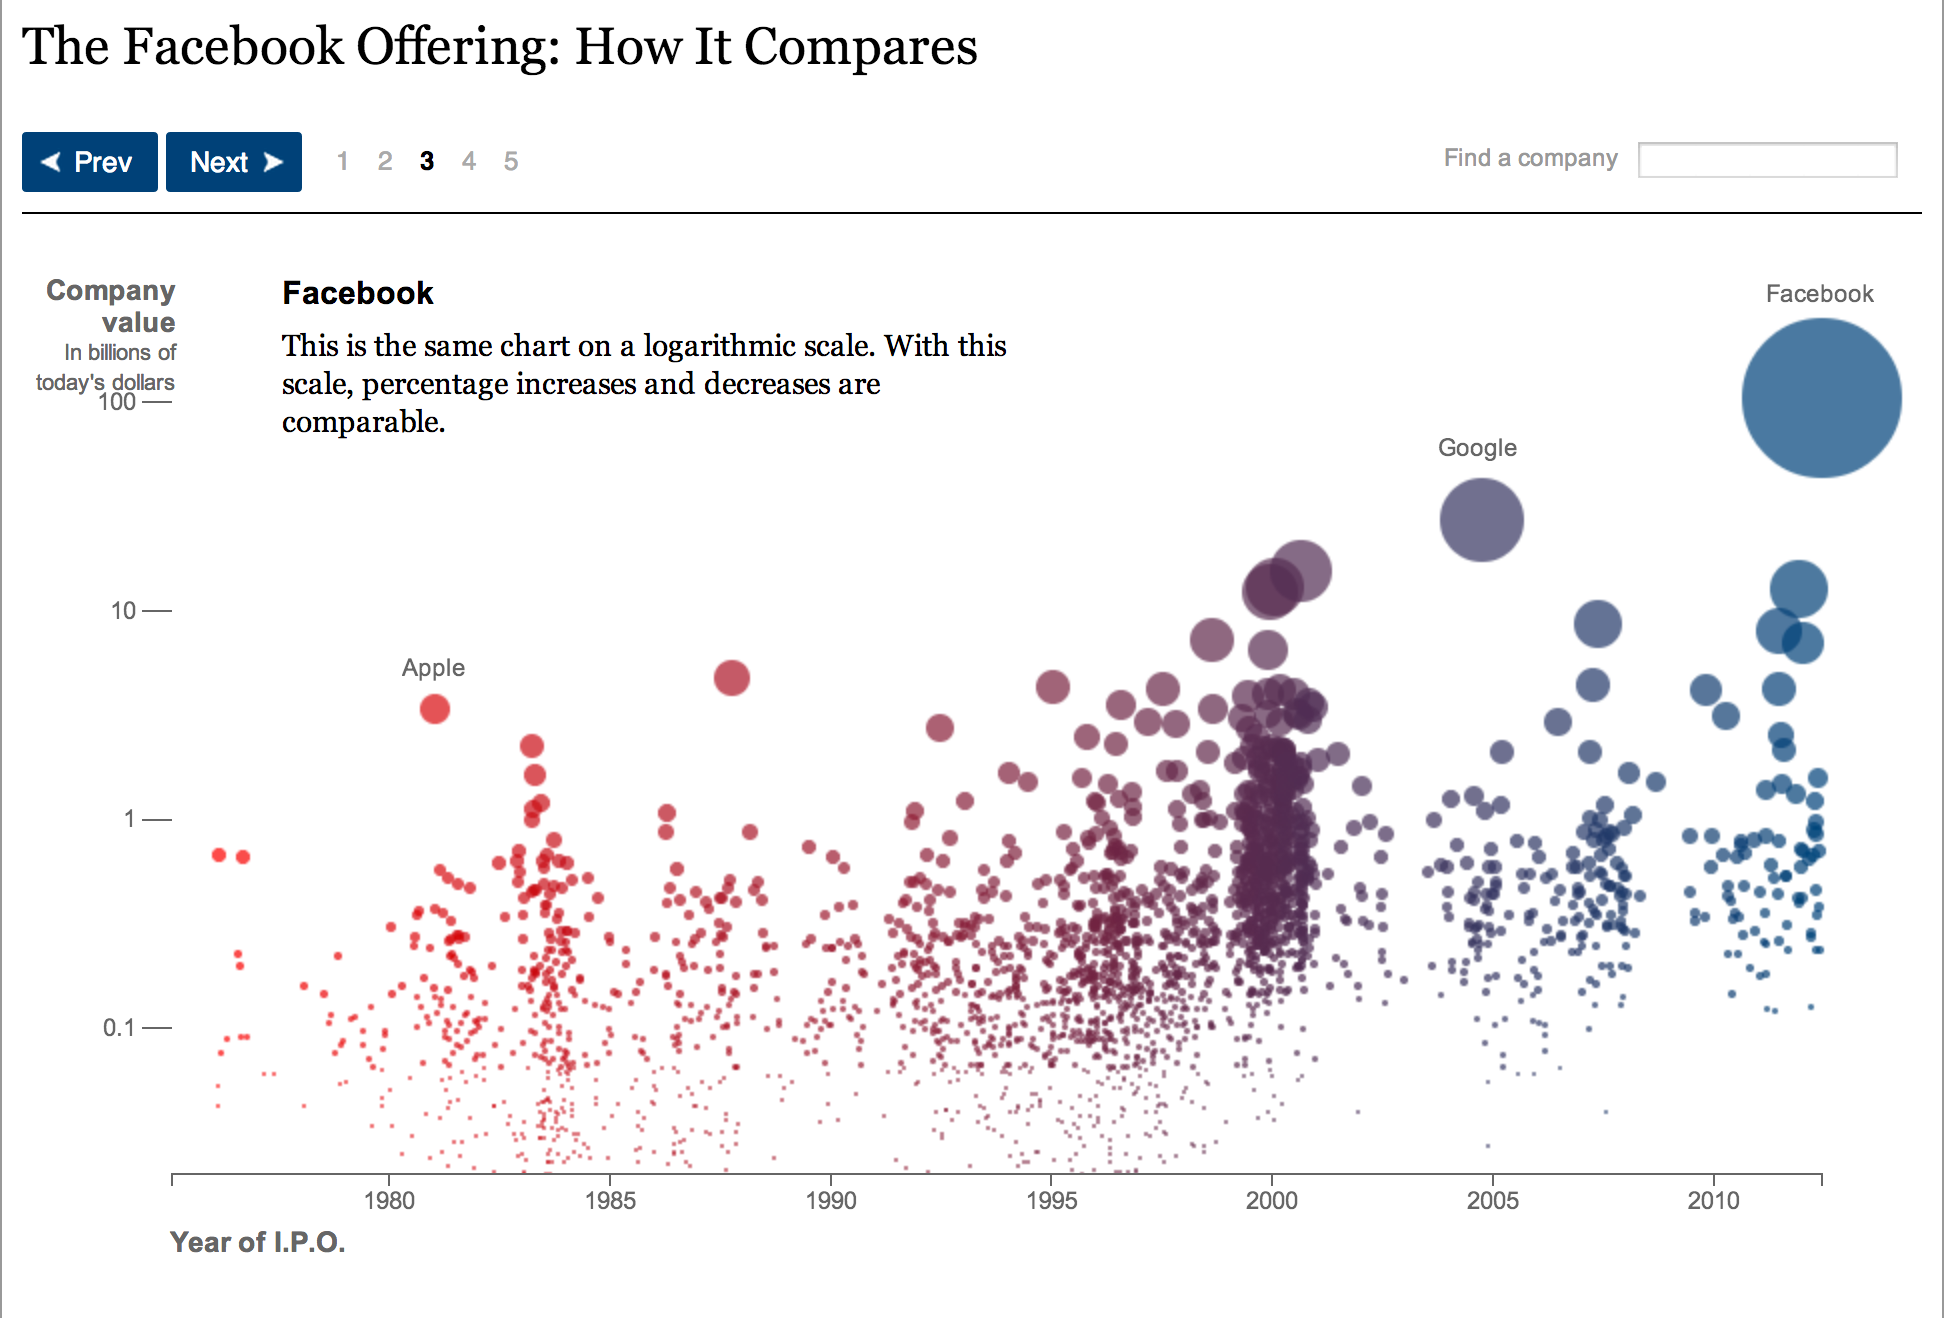 The Facebook Offering: How It Compares
Prev Next 1 2 3 4 5 Find a company
Company
value
In billions of
today's dollars
Facebook
This is the same chart on a logarithmic scale. With this
scale, percentage increases and decreases are
comparable.
Facebook
100
Google
10
Apple
1
0.1
1980 1985 1990 1995 2000 2005 2010
Year of I.P.O.